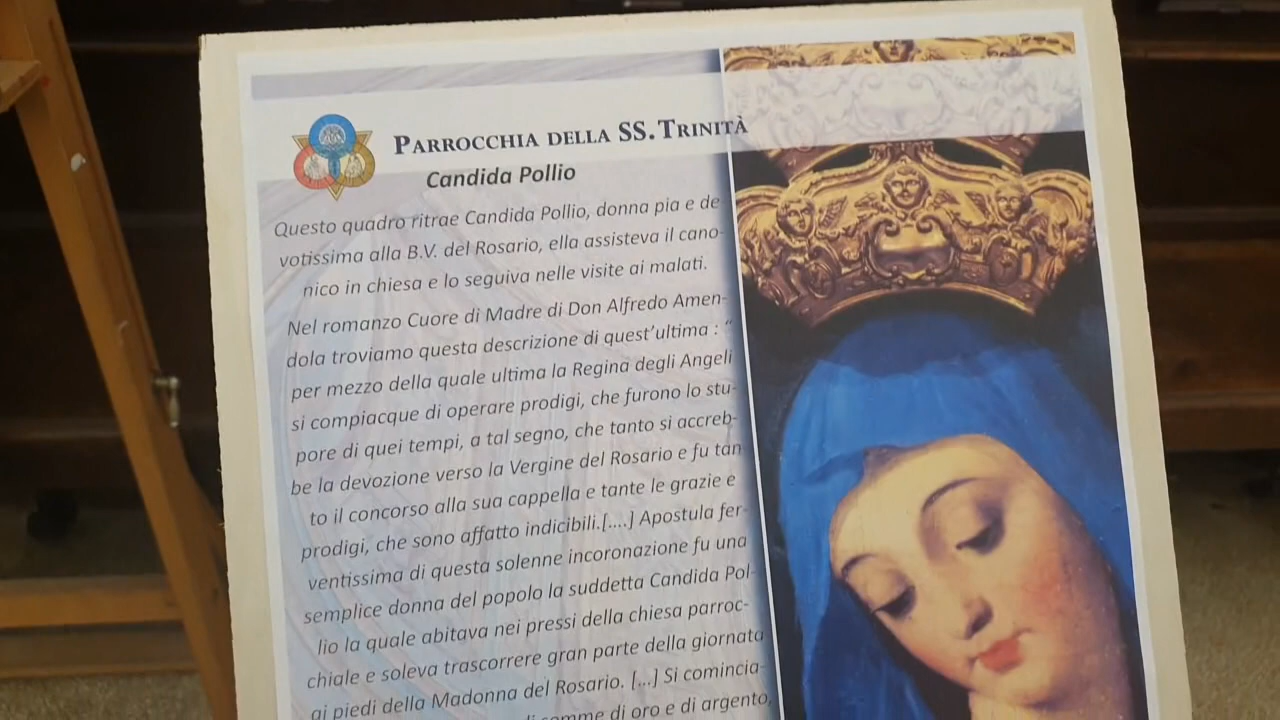 PARROCCHIA DELLA SS. TRINITÀ
Candida Pollio
Questo quadro ritrae Candida Pollio, donna pia e de
votissima alla B.V. del Rosario, ella assisteva il cano-
nico in chiesa e lo seguiva nelle visite ai malati.
Nel romanzo Cuore di Madre di Don Alfredo Amen-
dola troviamo questa descrizione di quest'ultima : “
per mezzo della quale ultima la Regina degli Angeli
si compiacque di operare prodigi, che furono lo stu-
pore di quei tempi, a tal segno, che tanto si accreb-
be la devozione verso la Vergine del Rosario e fu tan
to il concorso alla sua cappella e tante le grazie e
prodigi, che sono affatto indicibili.[....] Apostula fer-
ventissima di questa solenne incoronazione fu una
semplice donna del popolo la suddetta Candida Pol-
lio la quale abitava nei pressi della chiesa parroc-
chiale e soleva trascorrere gran parte della giornata
ai piedi della Madonna del Rosario. [...] Si comincia-
somme di oro e di argento,